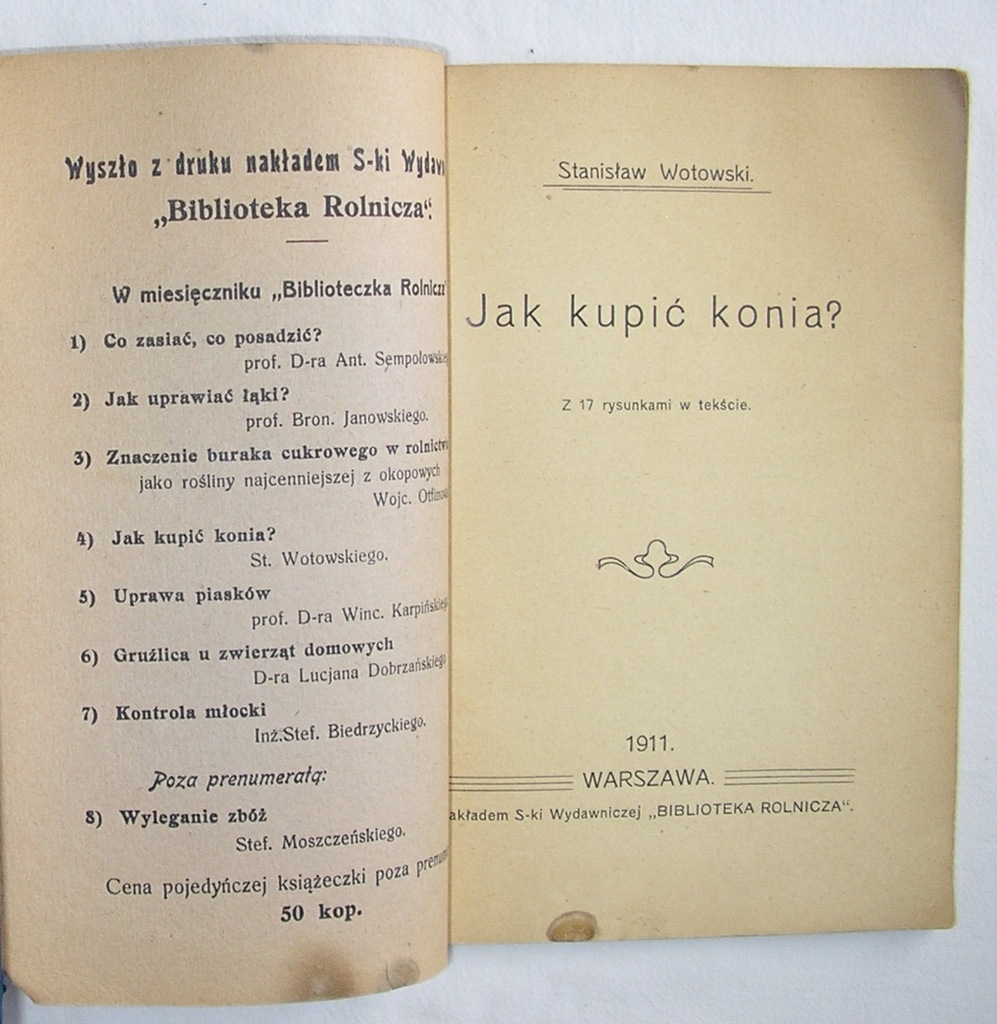 Wyszło z druku nakładem S-ki
„Biblioteka Rolnicza“:
W miesięczniku „Biblioteczka
1) Co zasiać, co posadzić?
prof. D-ra Ant.
2) Jak uprawiać łąki?
prof. Bron. Janowskiego.
3) Znaczenie buraka cukrowego w
jako rośliny najcenniejszej z okopowych
Wojc.
4) Jak kupić konia?
St. Wotowskiego.
5) Uprawa piasków
prof. D-ra Winc.
6) Gruźlica u zwierząt domowych
D-ra Lucjana Dobrzańskiego
7) Kontrola młocki
Inż.Stef. Biedrzyckiego.
Poza prenumeratą:
8) Wyleganie zbóż
Stef. Moszczeńskiego.
Cena pojedyńczej książeczki poza
50 kop.
Stanisław Wotowski.
Jak kupić konia?
Z 17 rysunkami w tekście.
1911.
WARSZAWA.
akładem S-ki Wydawniczej „BIBLIOTEKA ROLNICZA“.